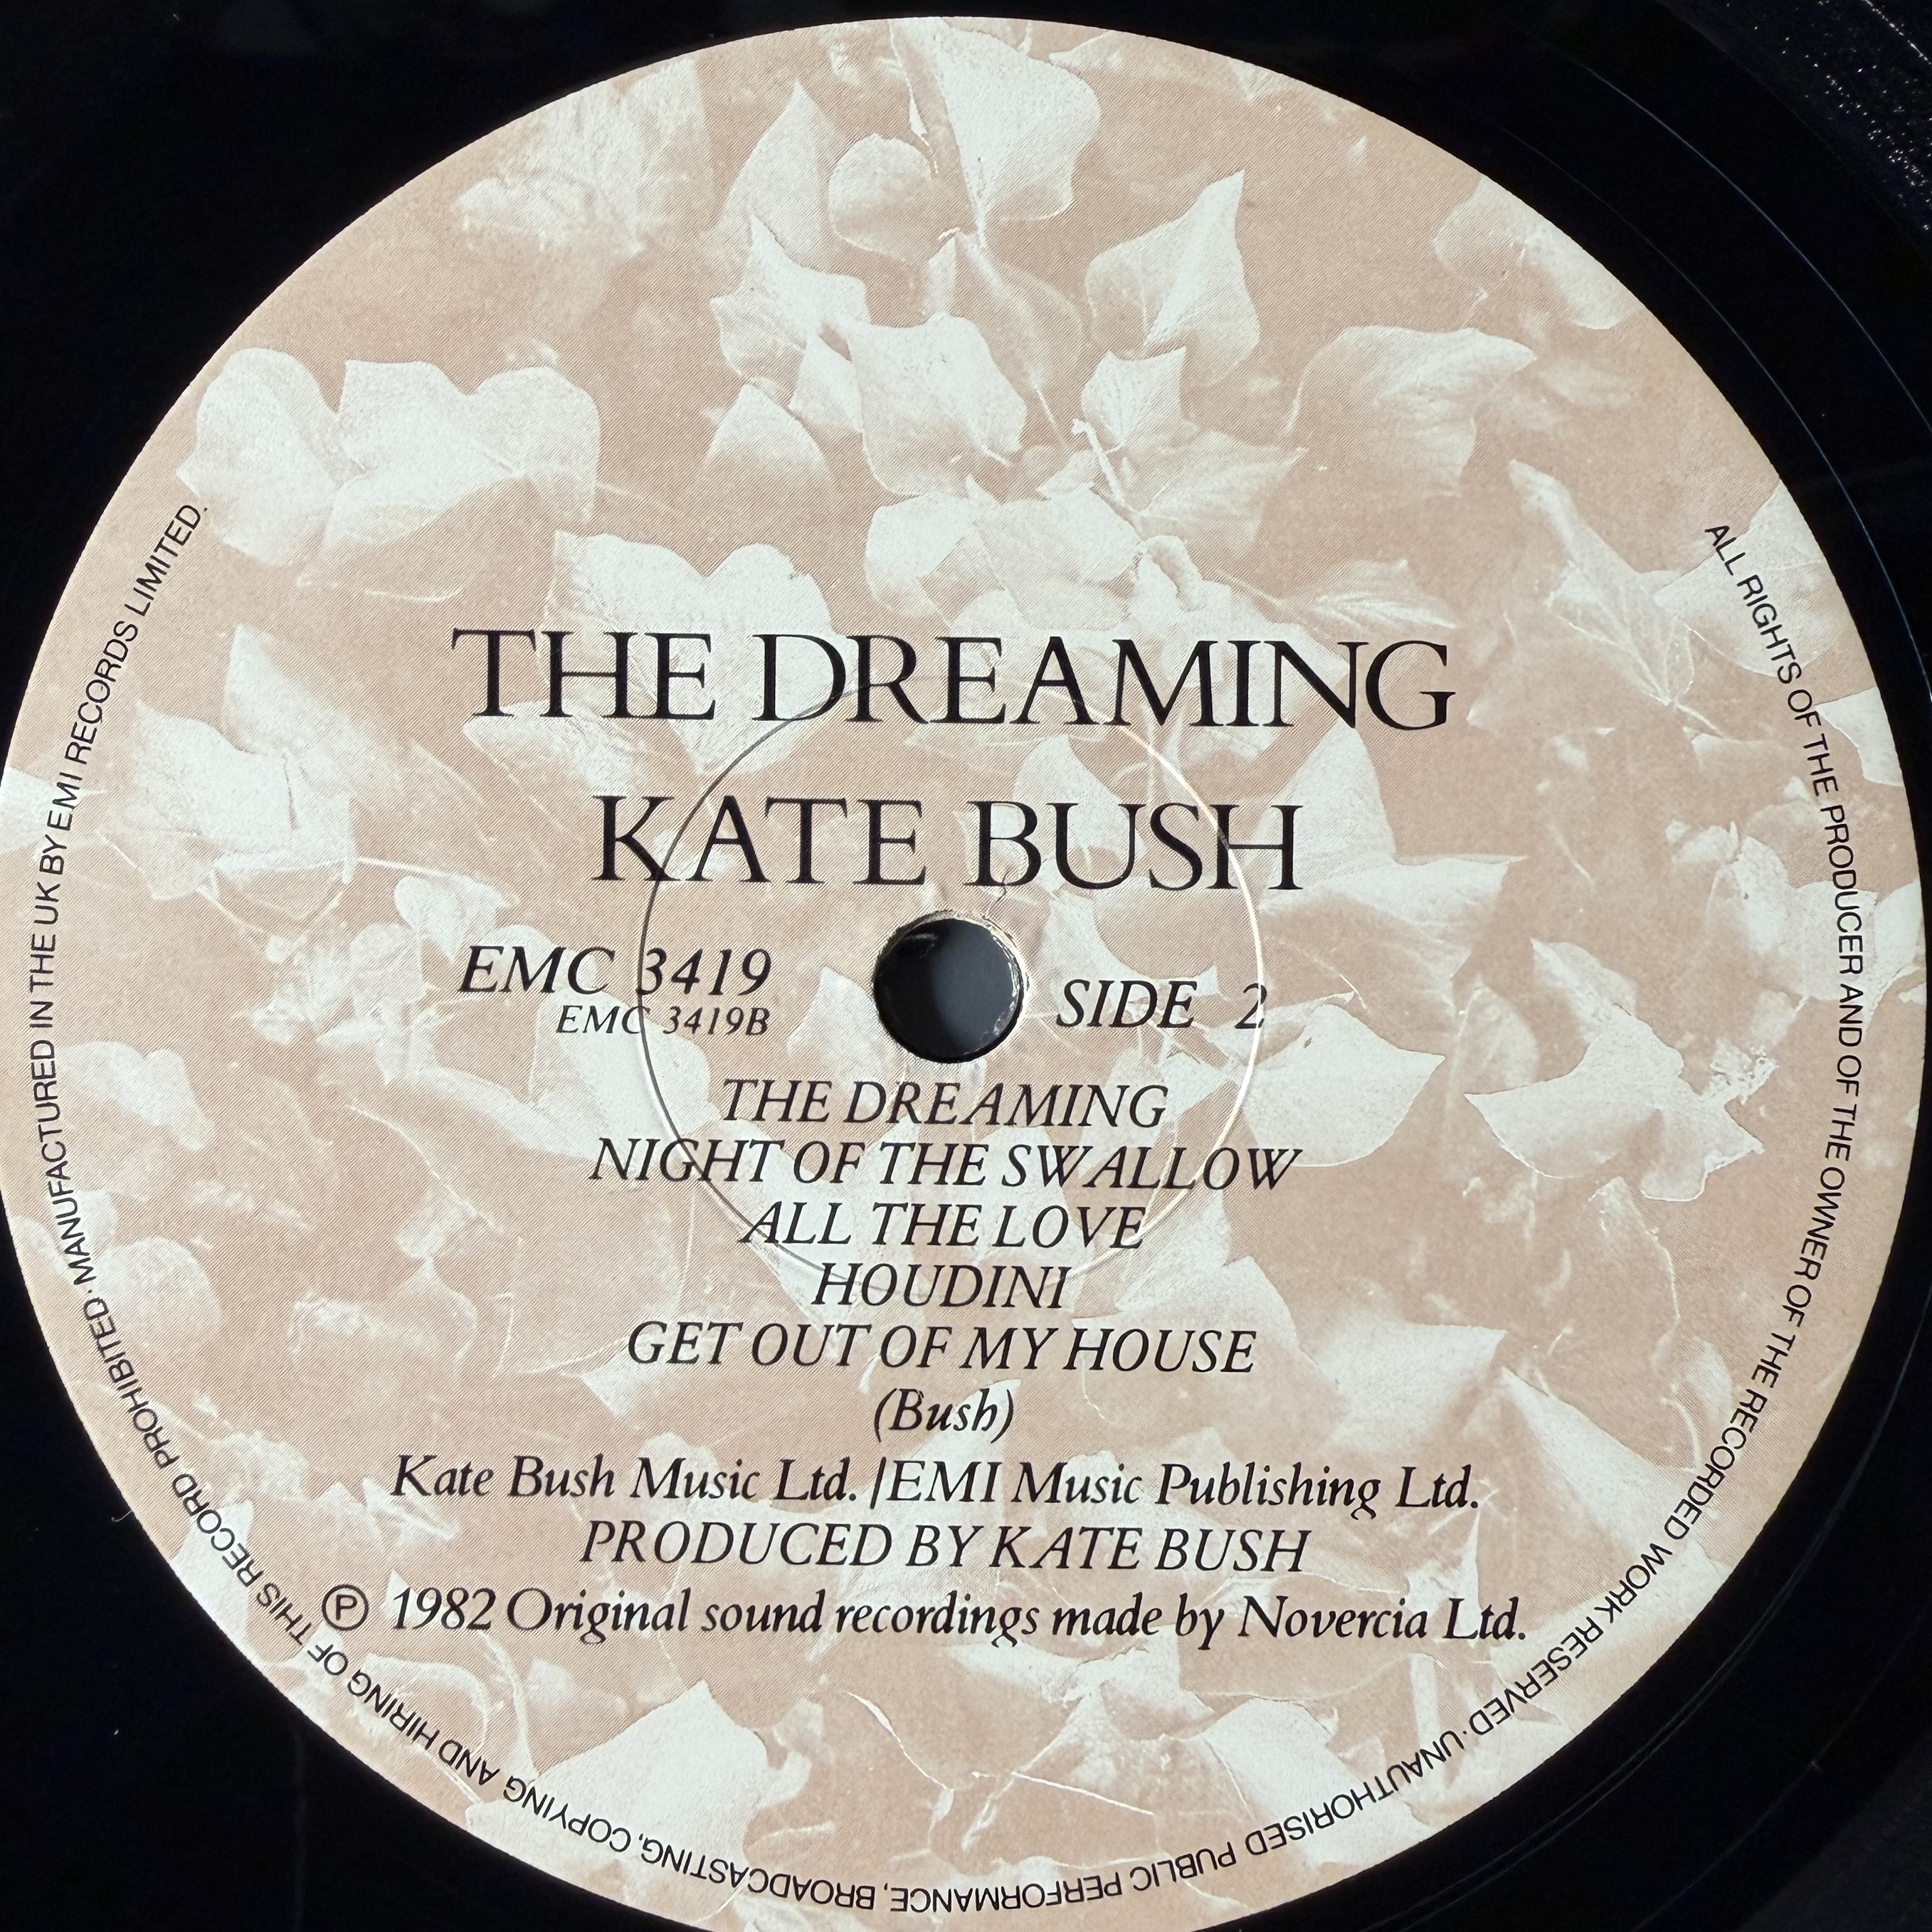 THE DREAMING
KATE BUSH
EMC 3419
EMC 3419B
SIDE 2
THE DREAMING
NIGHT OF THE SWALLOW
ALL THE LOVE
HOUDINI
GET OUT OF MY HOUSE
(Bush)
Kate Bush Music Ltd. /EMI Music Publishing Ltd.
PRODUCED BY KATE BUSH
Ⓟ 1982 Original sound recordings made by Novercia Ltd.
ALL RIGHTS OF THE PRODUCER AND OF THE OWNER OF THE RECORDED WORK RESERVED · UNAUTHORISED PUBLIC PERFORMANCE, BROADCASTING, COPYING AND HIRING OF THIS RECORD PROHIBITED · MANUFACTURED IN THE UK BY EMI RECORDS LIMITED.